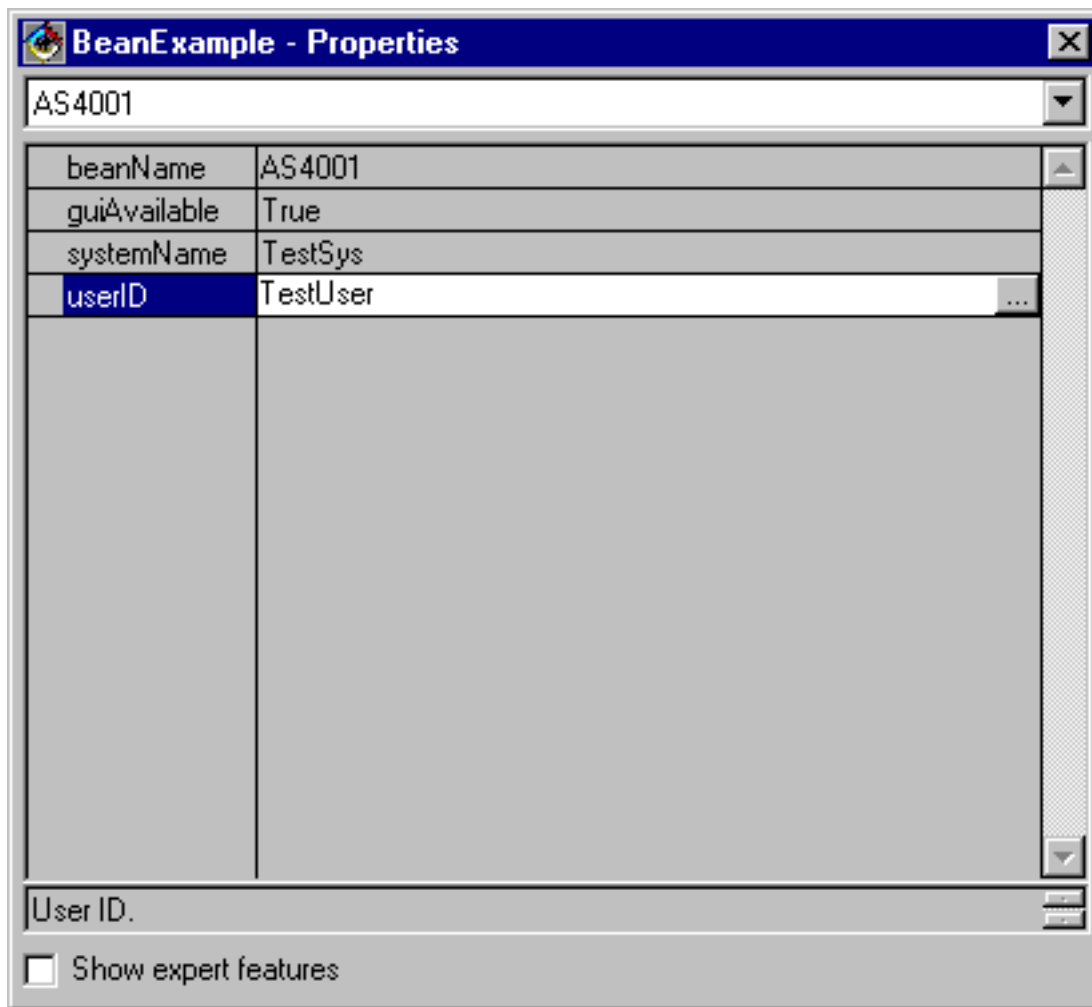 BeanExample - Properties
AS4001
beanName AS4001
guiAvailable True
systemName TestSys
userID TestUser ...
User ID.
Show expert features